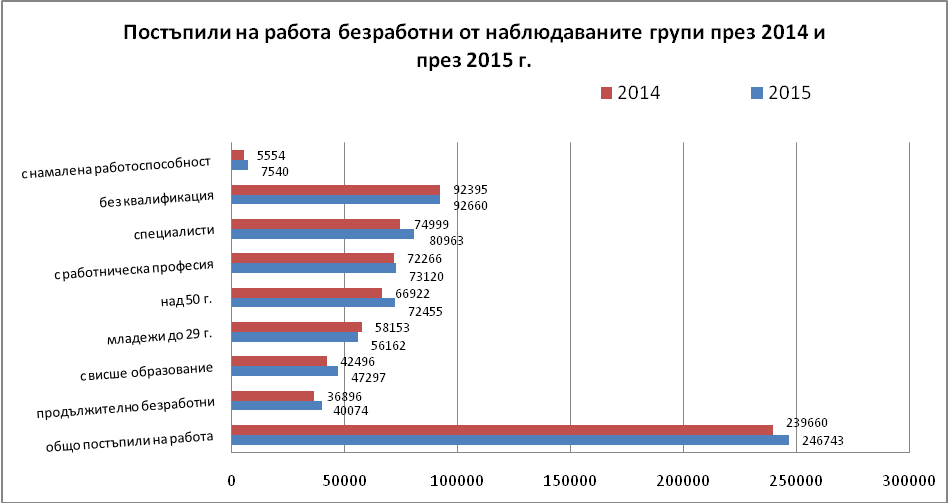 Постъпили на работа безработни от наблюдаваните групи през 2014 и
през 2015 г.
2014 2015
с намалена работоспособност 5554
7540
без квалификация 92395
92660
специалисти 74999
80963
с работническа професия 72266
73120
над 50 г. 66922
72455
младежи до 29 г. 58153
56162
с висше образование 42496
47297
продължително безработни 36896
40074
общо постъпили на работа 239660
246743
0 50000 100000 150000 200000 250000 300000